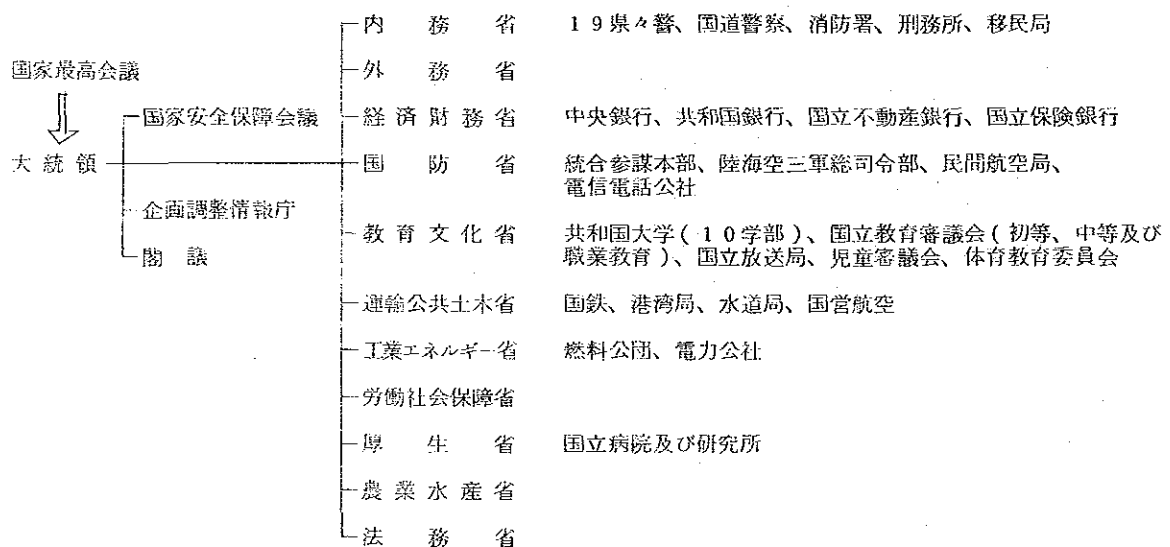 内務省 19県々警、国道警察、消防署、刑務所、移民局
国家最高会議
外務省
国家安全保障会議
経済財務省 中央銀行、共和国銀行、国立不動産銀行、国立保険銀行
大統領
国防省 統合参謀本部、陸海空三軍総司令部、民間航空局、
電信電話公社
企画調整情報庁
教育文化省 共和国大学(10学部)、国立教育審議会(初等、中等及び
閣議
職業教育)、国立放送局、児童審議会、体育教育委員会
運輸公共土木省 国鉄、港湾局、水道局、国営航空
工業エネルギー省 燃料公団、電力公社
労働社会保障省
厚生省 国立病院及び研究所
農業水産省
法務省